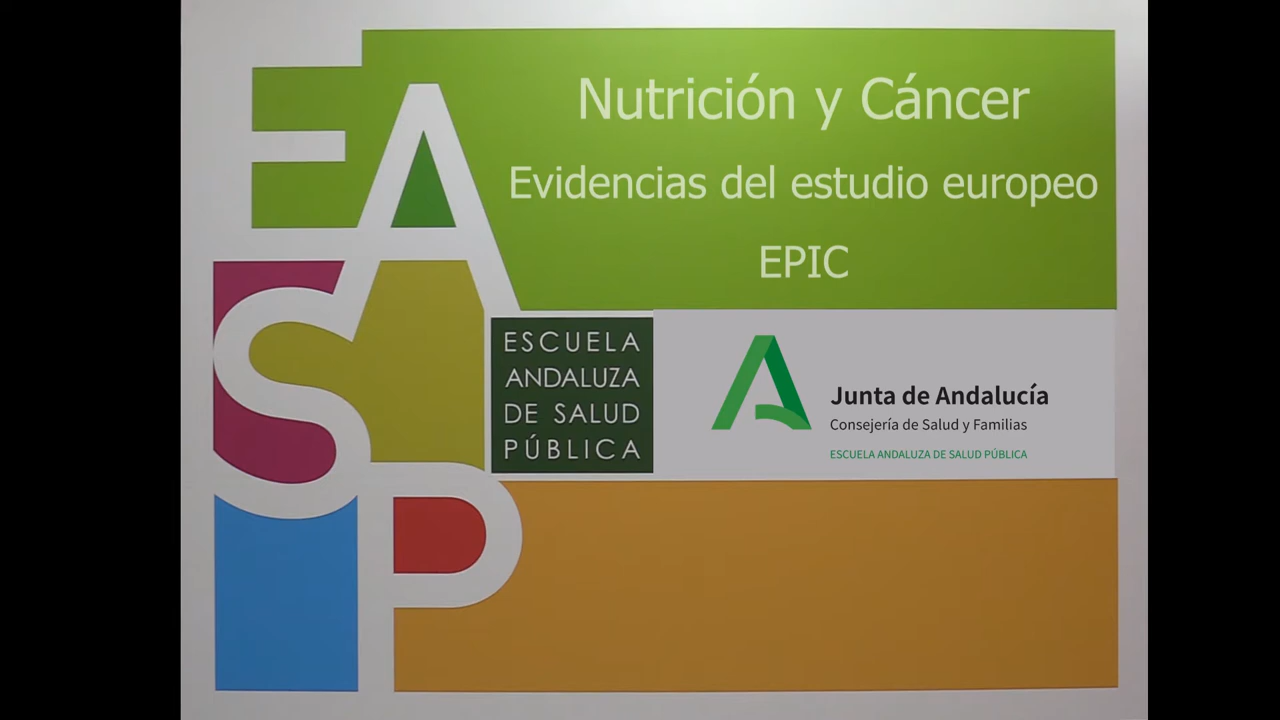 EASP
Nutrición y Cáncer
Evidencias del estudio europeo
EPIC
ESCUELA
ANDALUZA
DE SALUD
PÚBLICA
Junta de Andalucía
Consejería de Salud y Familias
ESCUELA ANDALUZA DE SALUD PÚBLICA